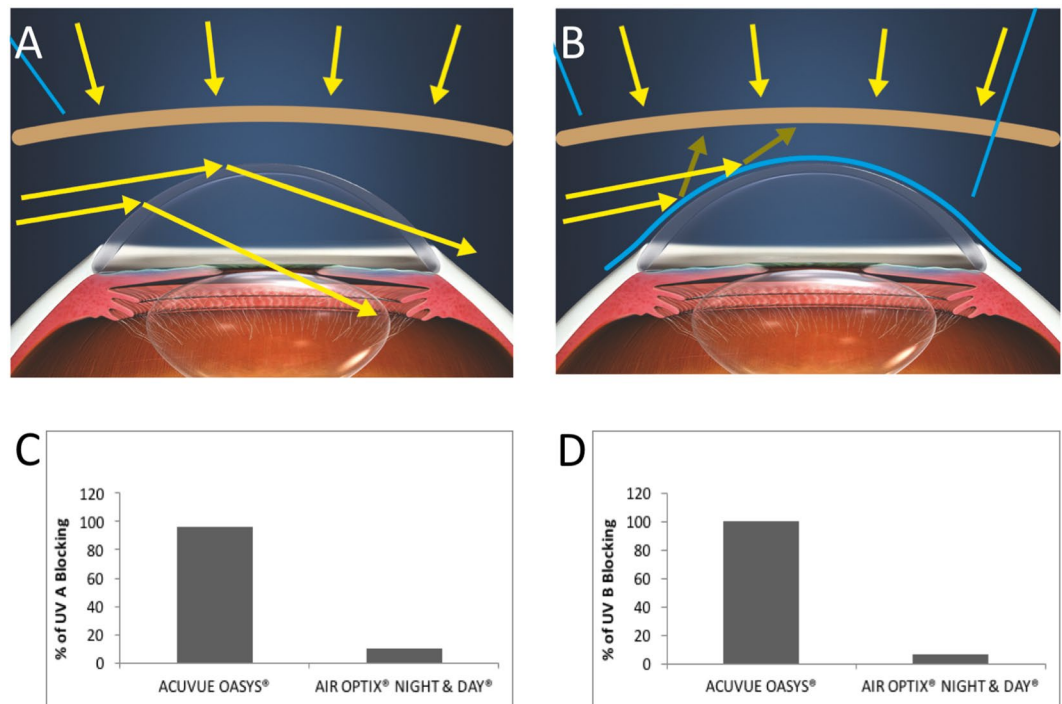 A
B
C
% of UV A Blocking
120
100
80
60
40
20
0
ACUVUE OASYS®
AIR OPTIX® NIGHT & DAY®
D
% of UV B Blocking
120
100
80
60
40
20
0
ACUVUE OASYS®
AIR OPTIX® NIGHT & DAY®